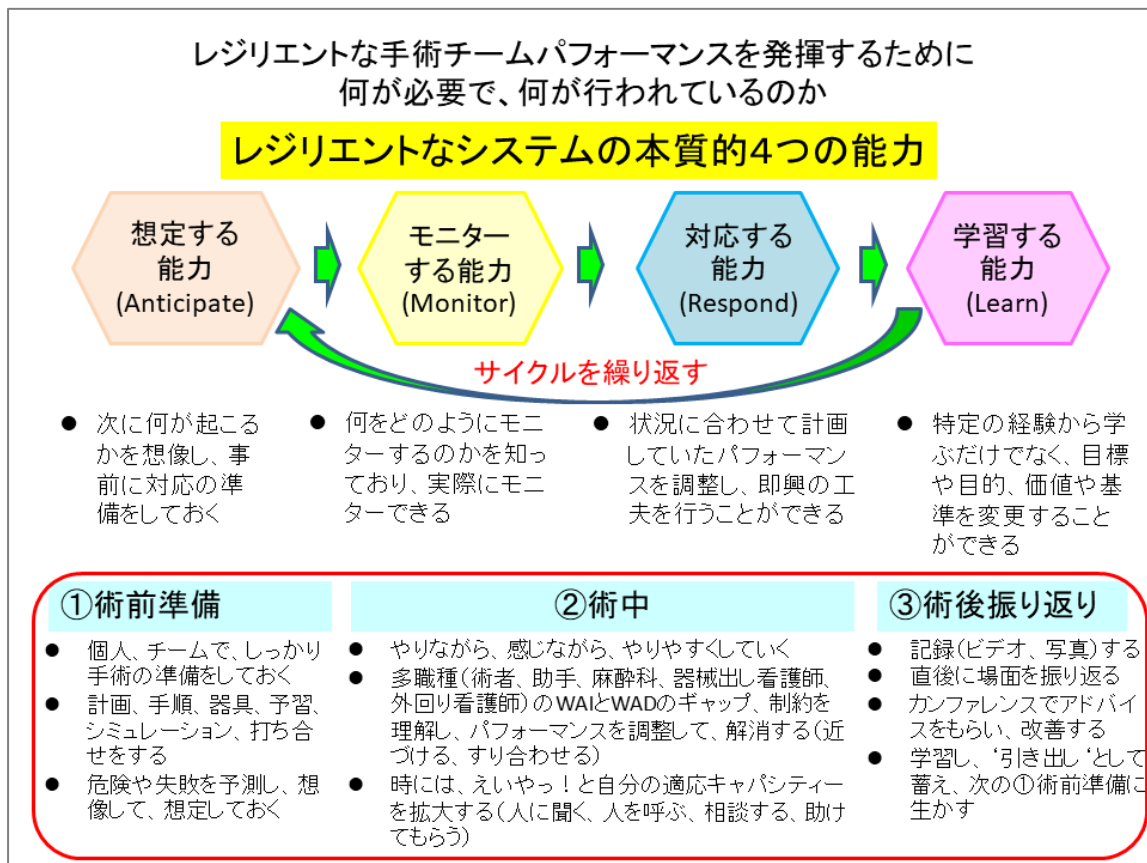 レジリエントな手術チームパフォーマンスを発揮するために
何が必要で、何が行われているのか
レジリエントなシステムの本質的４つの能力
想定する
能力
(Anticipate)
モニター
する能力
(Monitor)
対応する
能力
(Respond)
学習する
能力
(Learn)
サイクルを繰り返す
● 次に何が起こる
かを想像し、事
前に対応の準
備をしておく
● 何をどのようにモニ
ターするのかを知っ
ており、実際にモニ
ターできる
● 状況に合わせて計画
していたパフォーマン
スを調整し、即興の工
夫を行うことができる
● 特定の経験から学
ぶだけでなく、目標
や目的、価値や基
準を変更すること
ができる
①術前準備
● 個人、チームで、しっかり
手術の準備をしておく
● 計画、手順、器具、予習、
シミュレーション、打ち合
せをする
● 危険や失敗を予測し、想
像して、想定しておく
②術中
● やりながら、感じながら、やりやすくしていく
● 多職種(術者、助手、麻酔科、器械出し看護師、
外回り看護師)のWAIとWADのギャップ、制約を
理解し、パフォーマンスを調整して、解消する(近
づける、すり合わせる)
● 時には、えいやっ！と自分の適応キャパシティー
を拡大する(人に聞く、人を呼ぶ、相談する、助け
てもらう)
③術後振り返り
● 記録(ビデオ、写真)する
● 直後に場面を振り返る
● カンファレンスでアドバイ
スをもらい、改善する
● 学習し、‘引き出し‘として
蓄え、次の①術前準備に
生かす